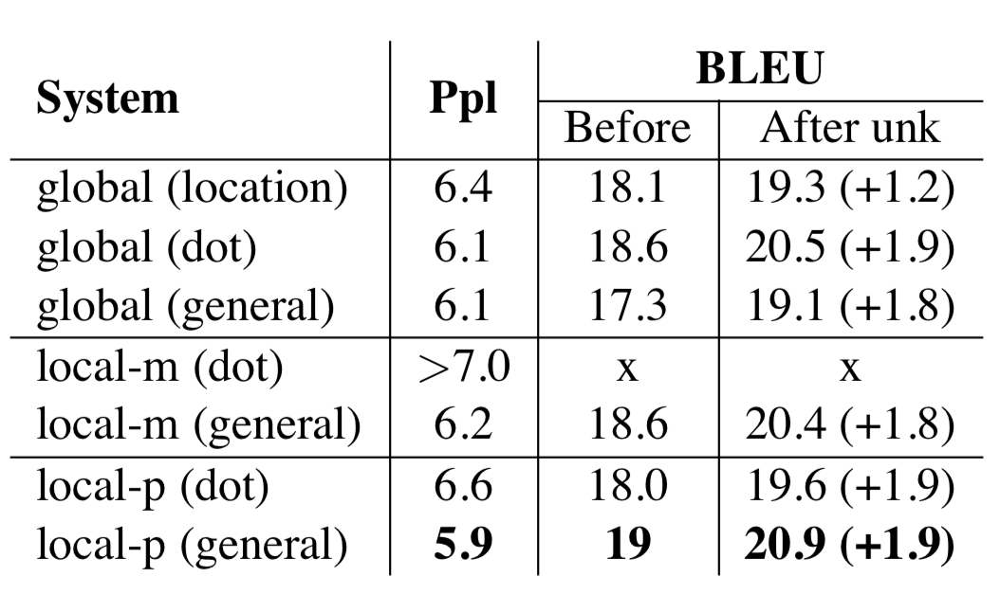 System Ppl BLEU
Before After unk
global (location) 6.4 18.1 19.3 (+1.2)
global (dot) 6.1 18.6 20.5 (+1.9)
global (general) 6.1 17.3 19.1 (+1.8)
local-m (dot) >7.0 x x
local-m (general) 6.2 18.6 20.4 (+1.8)
local-p (dot) 6.6 18.0 19.6 (+1.9)
local-p (general) 5.9 19 20.9 (+1.9)